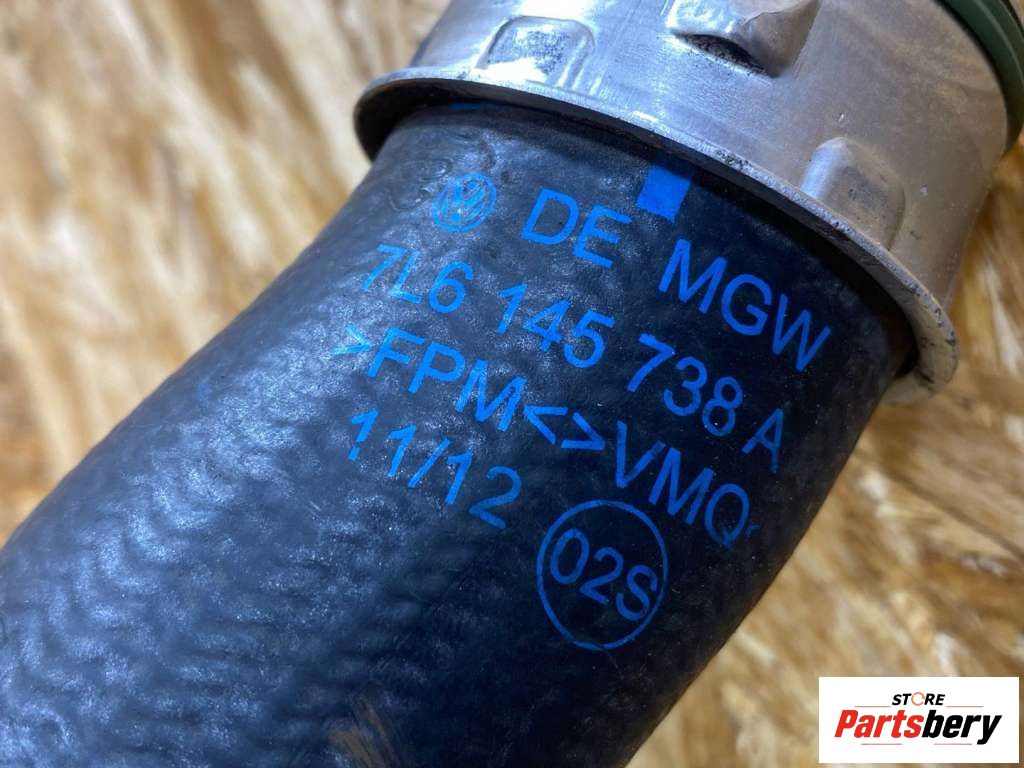 DE MGW
7L6 145 738 A
>FPM<>VMQ
11/12 02S
STORE
Partsbery